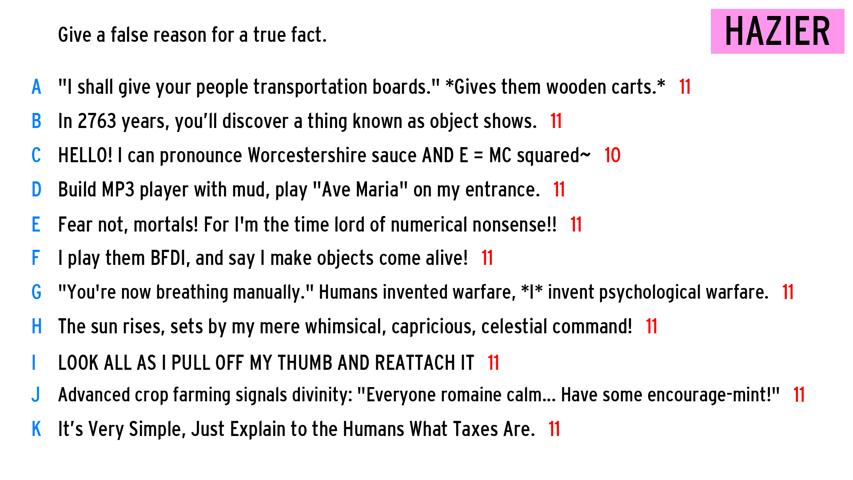 Give a false reason for a true fact.
HAZIER
A "I shall give your people transportation boards." *Gives them wooden carts.* 11
B In 2763 years, you’ll discover a thing known as object shows. 11
C HELLO! I can pronounce Worcestershire sauce AND E = MC squared~ 10
D Build MP3 player with mud, play "Ave Maria" on my entrance. 11
E Fear not, mortals! For I'm the time lord of numerical nonsense!! 11
F I play them BFDI, and say I make objects come alive! 11
G "You're now breathing manually." Humans invented warfare, *I* invent psychological warfare. 11
H The sun rises, sets by my mere whimsical, capricious, celestial command! 11
I LOOK ALL AS I PULL OFF MY THUMB AND REATTACH IT 11
J Advanced crop farming signals divinity: "Everyone romaine calm... Have some encourage-mint!" 11
K It’s Very Simple, Just Explain to the Humans What Taxes Are. 11